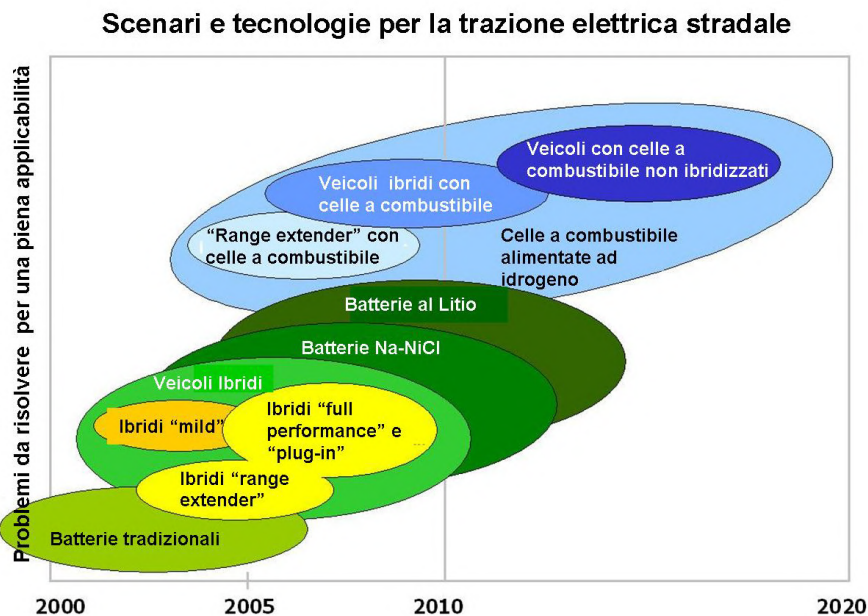 Scenari e tecnologie per la trazione elettrica stradale
Problemi da risolvere per una piena applicabilità
Veicoli con celle a
combustibile non ibridizzati
Veicoli ibridi con
celle a combustibile
“Range extender” con
celle a combustibile
Celle a combustibile
alimentate ad
idrogeno
Batterie al Litio
Batterie Na-NiCl
Veicoli Ibridi
Ibridi “mild”
Ibridi “full
performance” e
“plug-in”
Ibridi “range
extender”
Batterie tradizionali
2000
2005
2010
2020